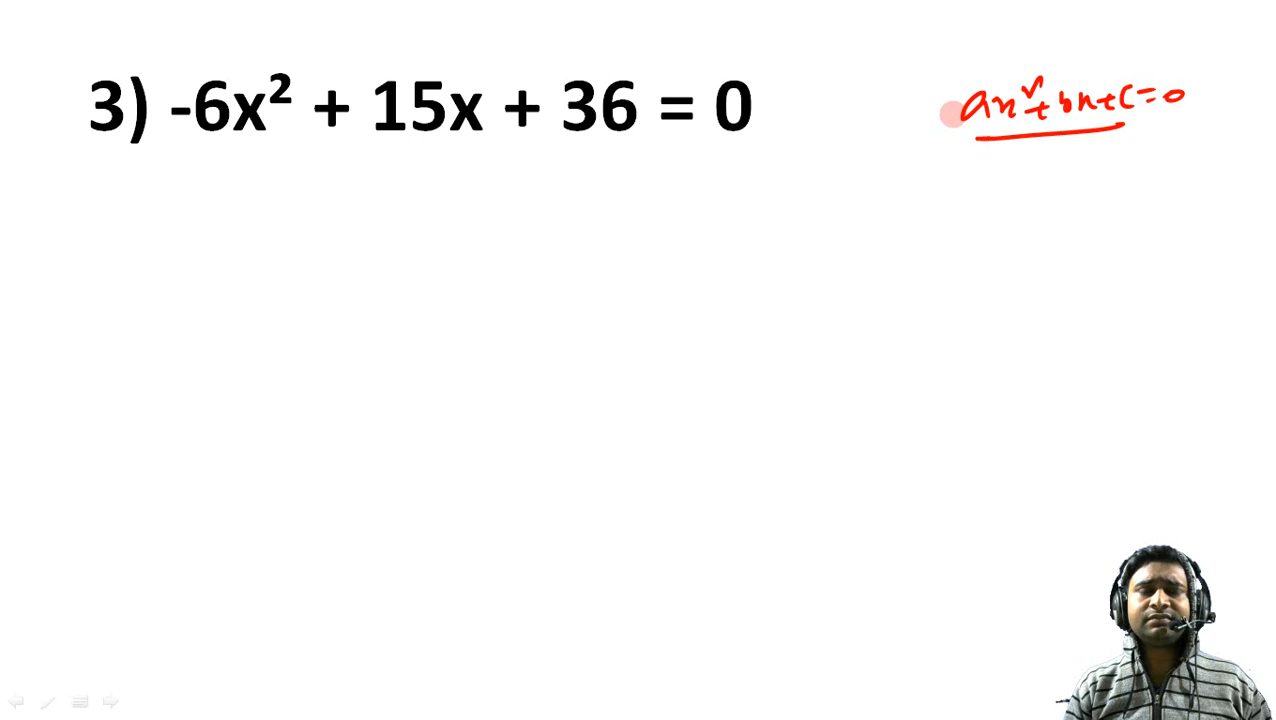 3) -6x² + 15x + 36 = 0
ax² + bx + c = 0